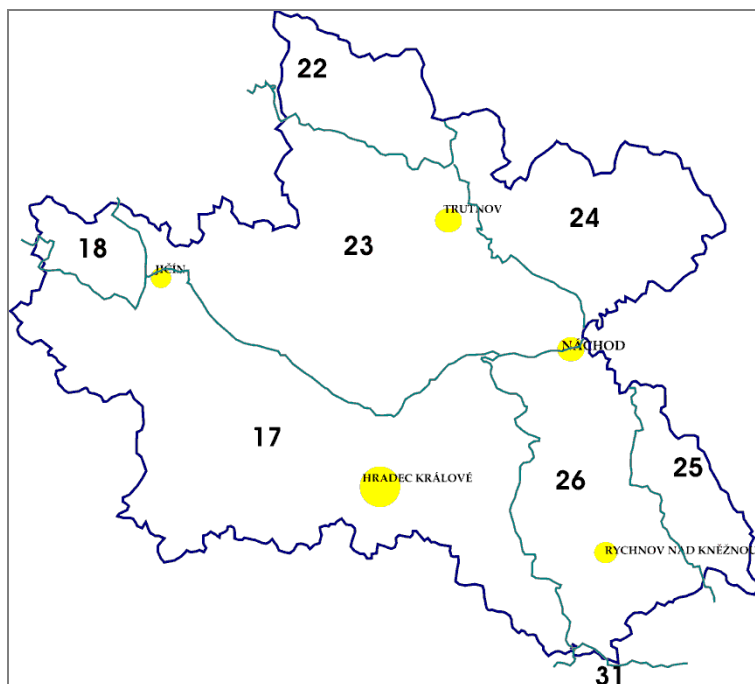 22
TRUTNOV
24
23
18
JIČÍN
NÁCHOD
17
HRADEC KRÁLOVÉ
26
25
RYCHNOV NAD KNĚŽNOU
31